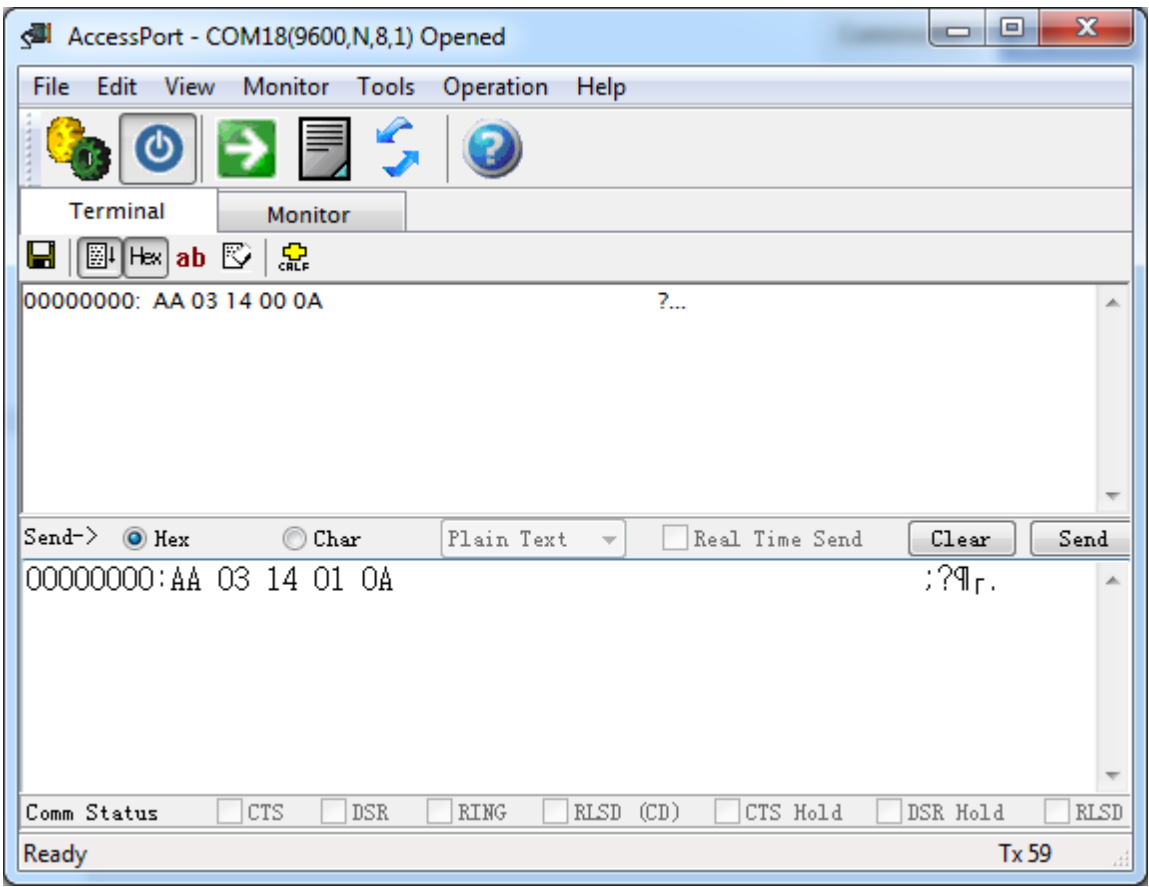 AccessPort - COM18(9600,N,8,1) Opened
File Edit View Monitor Tools Operation Help
Terminal Monitor
Hex ab CRLF
00000000: AA 03 14 00 0A ?...
Send-> Hex Char Plain Text Real Time Send Clear Send
00000000:AA 03 14 01 0A ;?¶┌.
Comm Status CTS DSR RING RLSD (CD) CTS Hold DSR Hold RLSD
Ready Tx 59